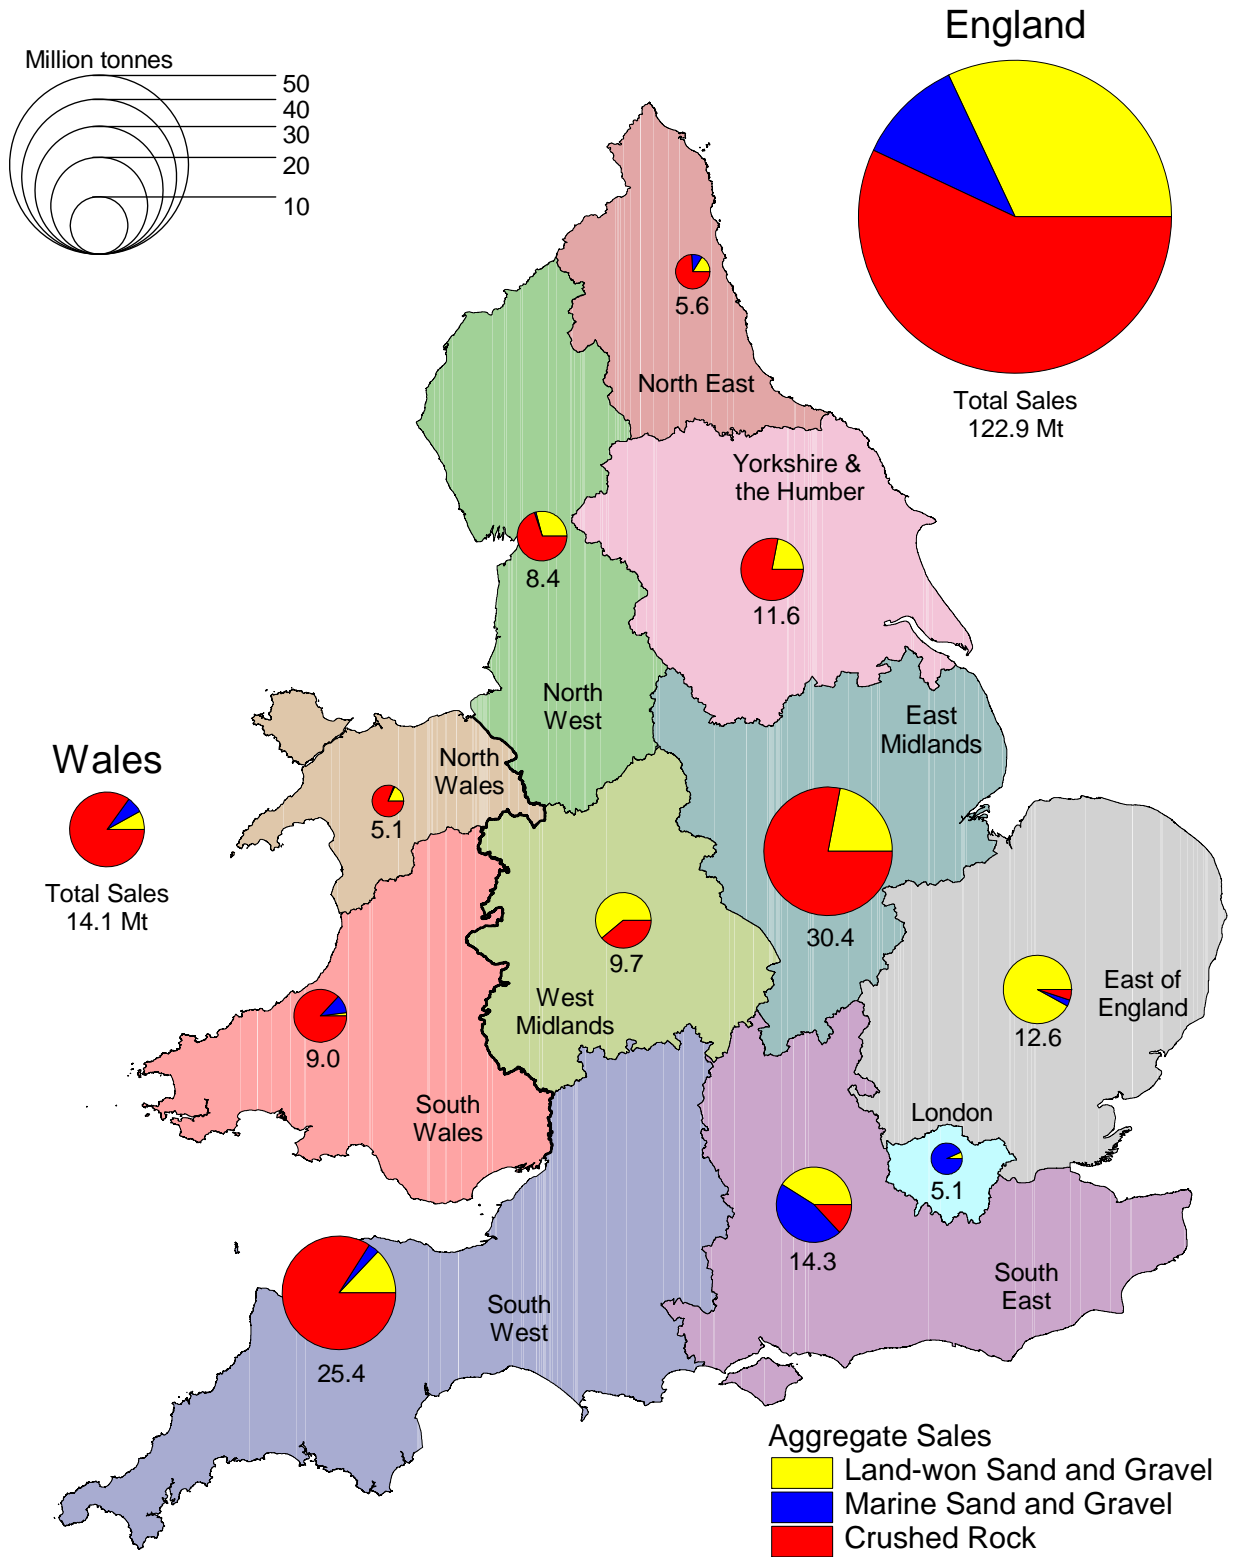 England
Million tonnes
50
40
30
20
10
5.6
North East
Total Sales
122.9 Mt
Yorkshire &
the Humber
8.4
11.6
North
West
East
Midlands
Wales
North
Wales
5.1
Total Sales
14.1 Mt
30.4
9.7
West
Midlands
East of
England
12.6
9.0
South
Wales
London
5.1
14.3
South
East
South
West
25.4
Aggregate Sales
Land-won Sand and Gravel
Marine Sand and Gravel
Crushed Rock